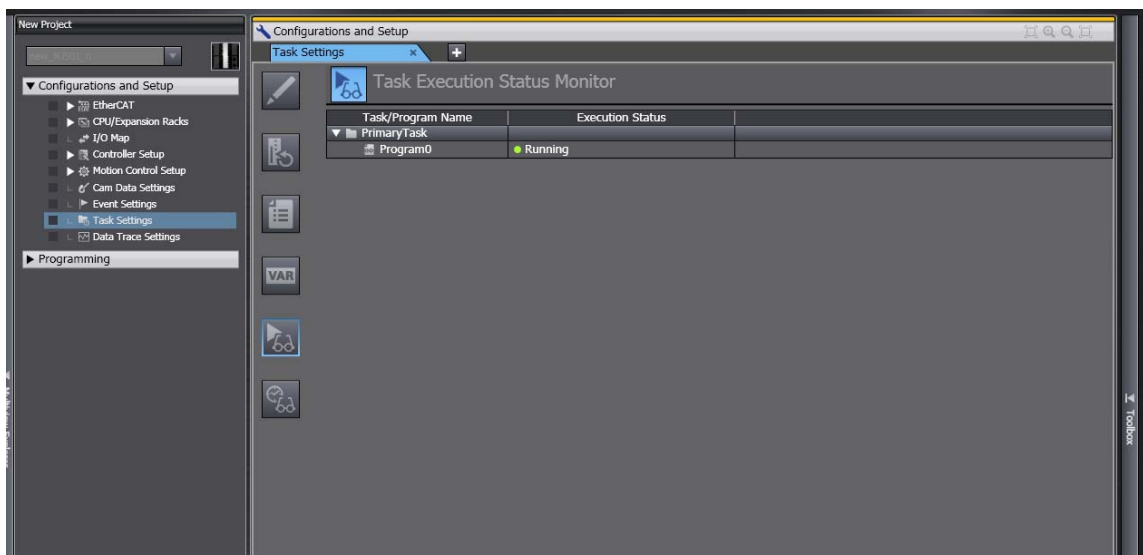 New Project
Configurations and Setup
EtherCAT
CPU/Expansion Racks
I/O Map
Controller Setup
Motion Control Setup
Cam Data Settings
Event Settings
Task Settings
Data Trace Settings
Programming
Configurations and Setup
Task Settings
Task Execution Status Monitor
Task/Program Name Execution Status
PrimaryTask
Program0 Running
VAR
Toolbox